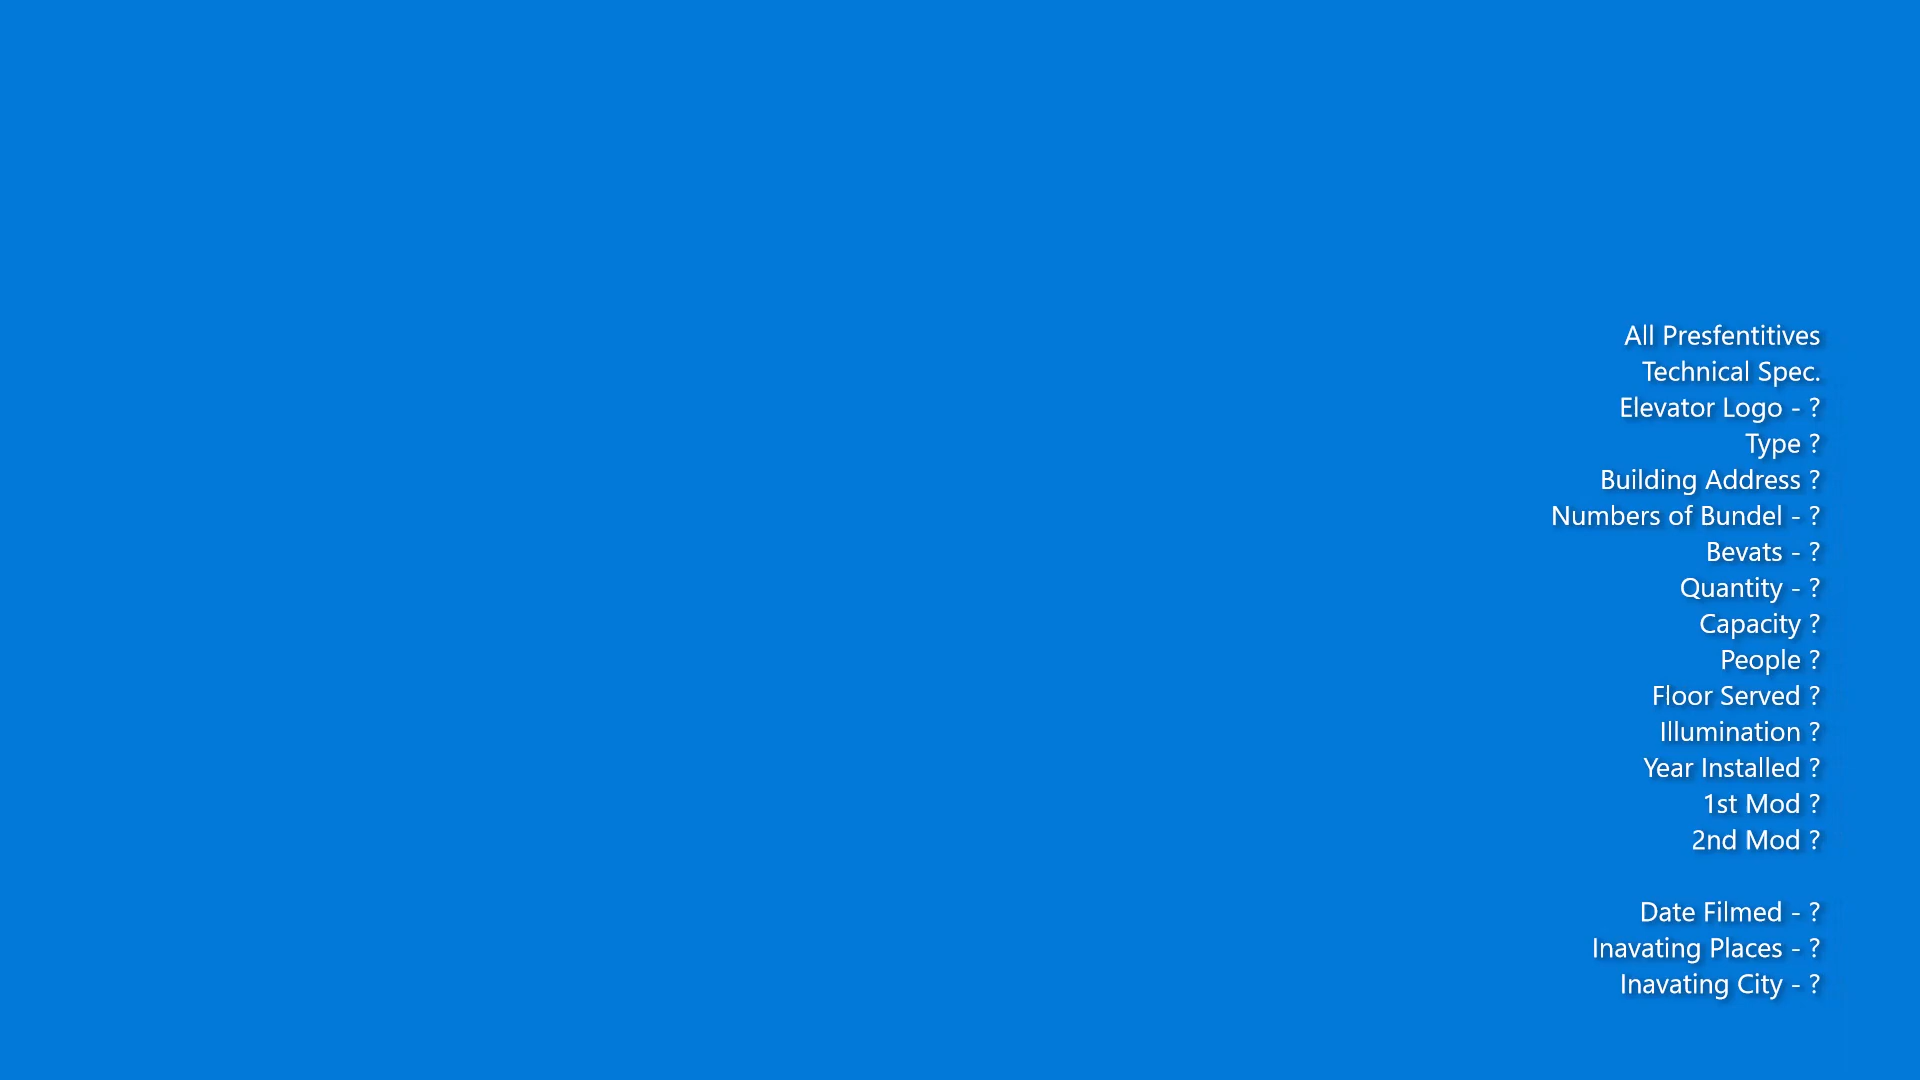 All Presfentitives
Technical Spec.
Elevator Logo - ?
Type ?
Building Address ?
Numbers of Bundel - ?
Bevats - ?
Quantity - ?
Capacity ?
People ?
Floor Served ?
Illumination ?
Year Installed ?
1st Mod ?
2nd Mod ?
Date Filmed - ?
Inavating Places - ?
Inavating City - ?